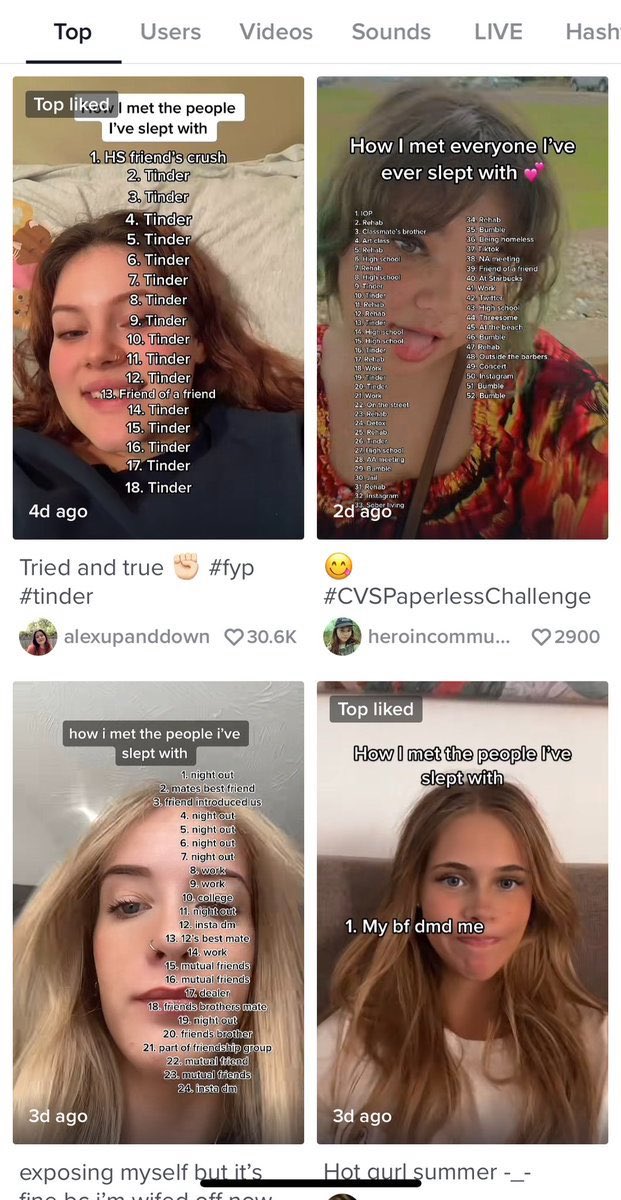 Top Users Videos Sounds LIVE Hash
Top liked
I met the people
I've slept with
1. HS friend's crush
2. Tinder
3. Tinder
4. Tinder
5. Tinder
6. Tinder
7. Tinder
8. Tinder
9. Tinder
10. Tinder
11. Tinder
12. Tinder
13. Friend of a friend
14. Tinder
15. Tinder
16. Tinder
17. Tinder
18. Tinder
4d ago
Tried and true ✊🏻 #fyp
#tinder
alexupanddown 30.6K
How I met everyone I've
ever slept with 💕
1. IOP
2. Rehab
3. Classmate's brother
4. Art class
5. Rehab
6. High school
7. Rehab
8. High school
9. Tinder
10. Tinder
11. Rehab
12. Rehab
13. Tinder
14. High school
15. High school
16. Tinder
17. Rehab
18. Work
19. Tinder
20. Tinder
21. Work
22. On the street
23. Rehab
24. Detox
25. Rehab
26. Tinder
27. High school
28. AA meeting
29. Bumble
30. Jail
31. Rehab
32. Instagram
33. Sober living
34. Rehab
35. Bumble
36. Being homeless
37. Tiktok
38. NA meeting
39. Friend of a friend
40. At Starbucks
41. Work
42. Twitter
43. High school
44. Threesome
45. At the beach
46. Bumble
47. Rehab
48. Outside the barbers
49. Concert
50. Instagram
51. Bumble
52. Bumble
2d ago
😋
#CVSPaperlessChallenge
heroincommu... 2900
how i met the people i've
slept with
1. night out
2. mates best friend
3. friend introduced us
4. night out
5. night out
6. night out
7. night out
8. work
9. work
10. college
11. night out
12. insta dm
13. 12's best mate
14. work
15. mutual friends
16. mutual friends
17. dealer
18. friends brothers mate
19. night out
20. friends brother
21. part of friendship group
22. mutual friend
23. mutual friends
24. insta dm
3d ago
exposing myself but it's
fine bc i'm wifed off now
Top liked
How I met the people I've
slept with
1. My bf dmd me
3d ago
Hot gurl summer -_-